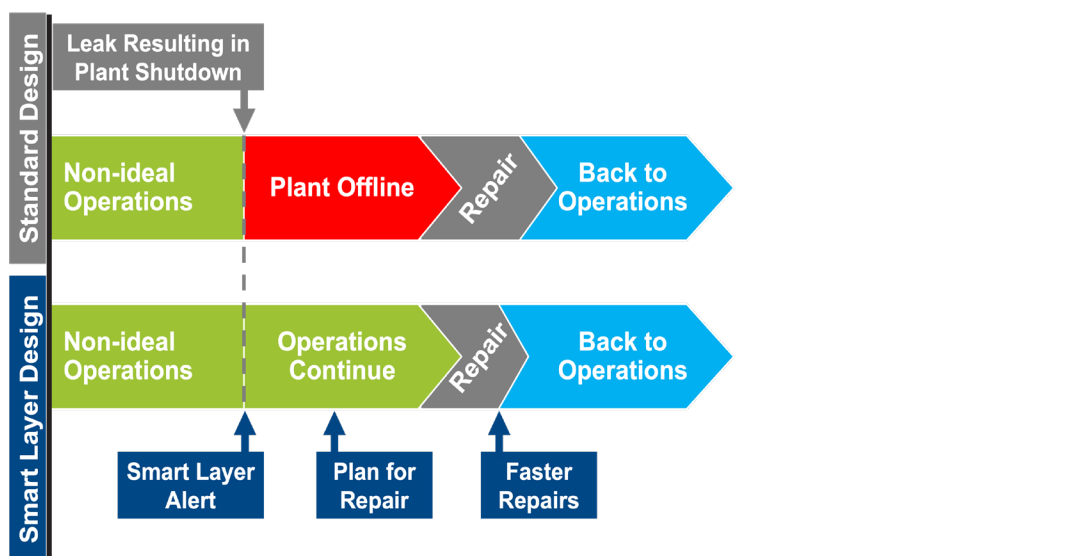 Standard Design
Leak Resulting in
Plant Shutdown
Non-ideal
Operations
Plant Offline
Repair
Back to
Operations
Smart Layer Design
Non-ideal
Operations
Operations
Continue
Repair
Back to
Operations
Smart Layer
Alert
Plan for
Repair
Faster
Repairs